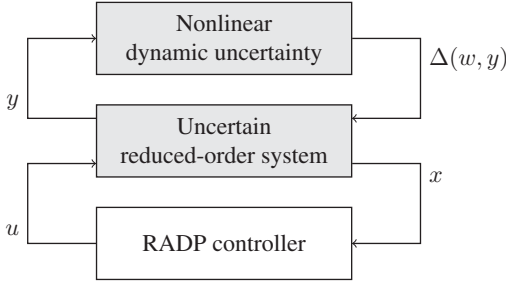 Nonlinear
dynamic uncertainty
Δ(w, y)
y
Uncertain
reduced-order system
x
u
RADP controller